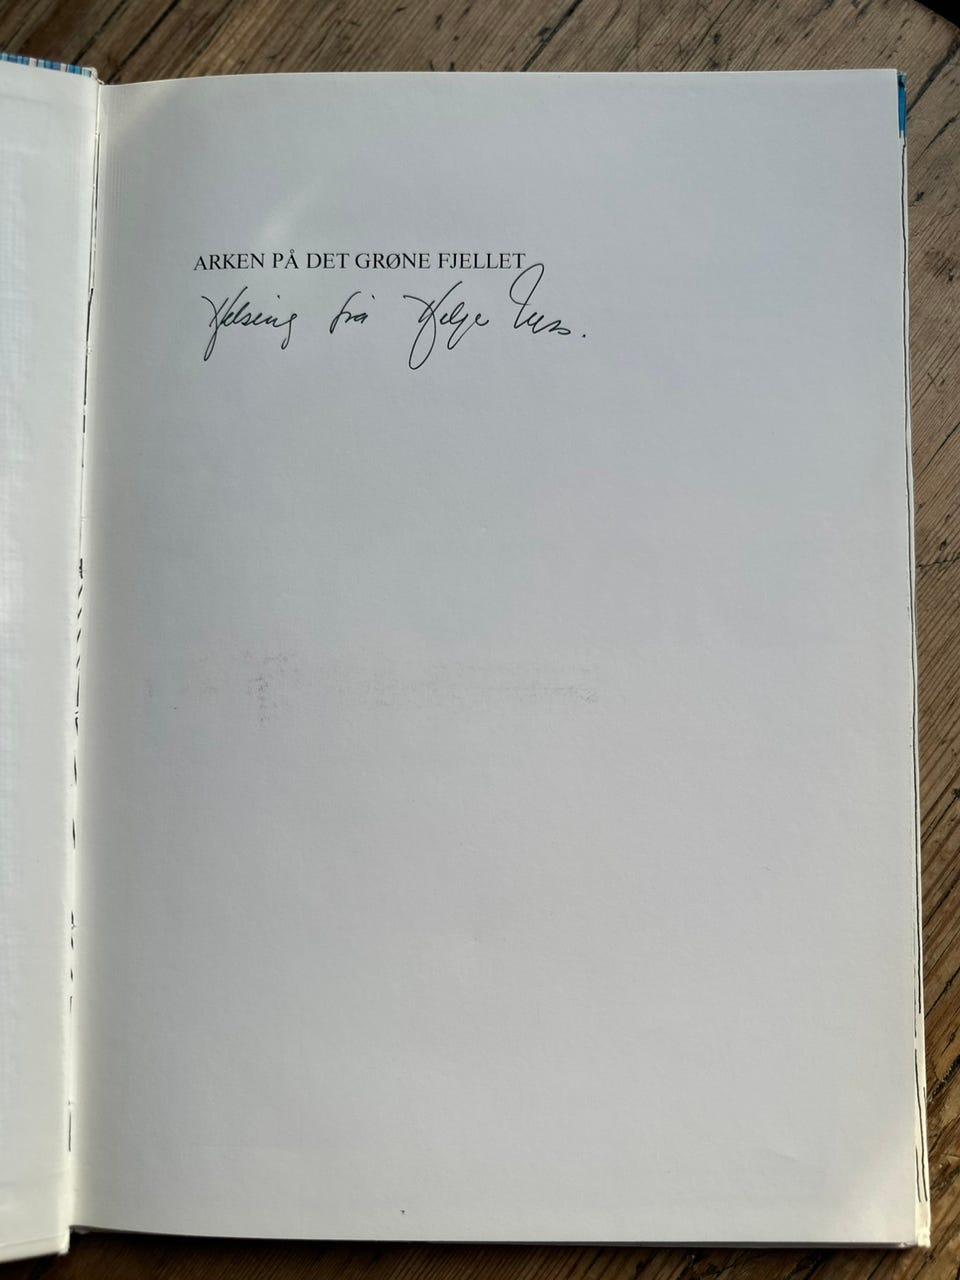 ARKEN PÅ DET GRØNE FJELLET
Helsing frå Helge